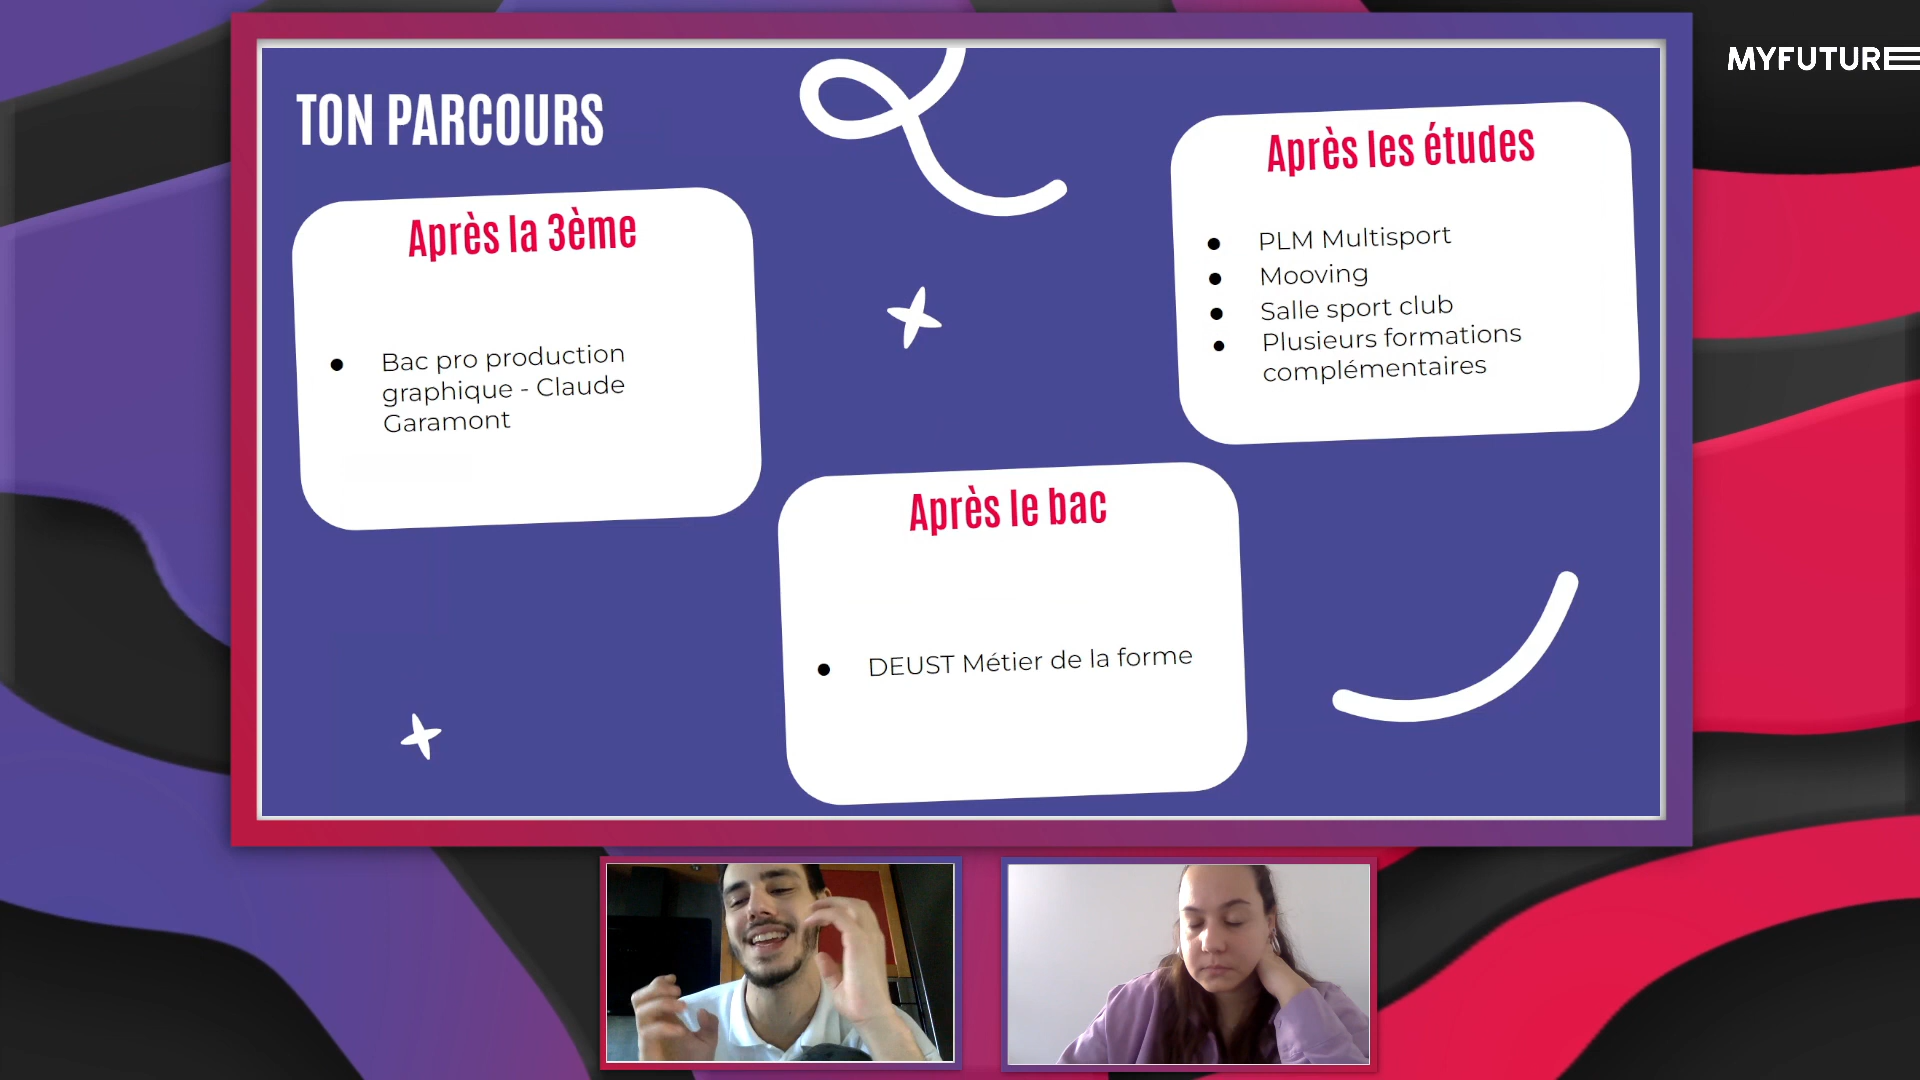 MYFUTURE
TON PARCOURS
Après la 3ème
● Bac pro production
graphique - Claude
Garamont
Après le bac
● DEUST Métier de la forme
Après les études
● PLM Multisport
● Mooving
● Salle sport club
● Plusieurs formations
complémentaires